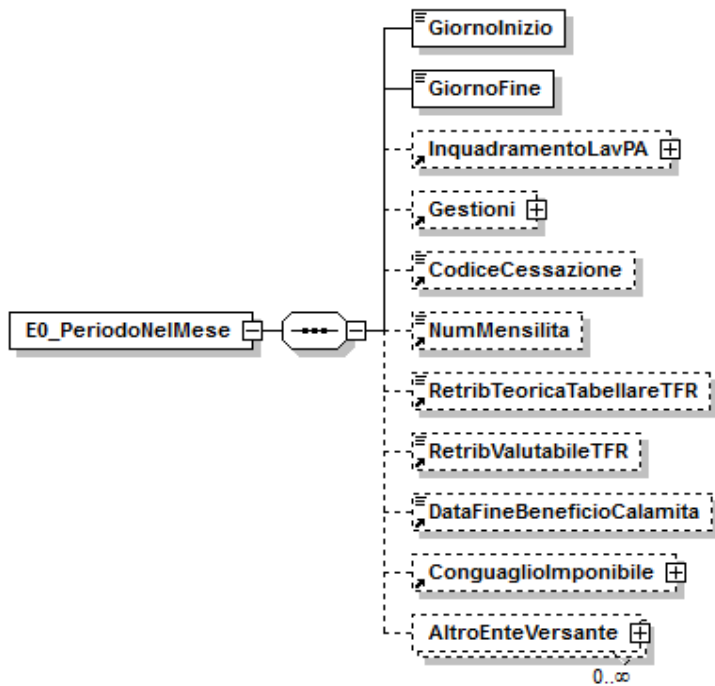 GiornoInizio
GiornoFine
InquadramentoLavPA
Gestioni
CodiceCessazione
E0_PeriodoNelMese
NumMensilita
RetribTeoricaTabellareTFR
RetribValutabileTFR
DataFineBeneficioCalamita
ConguaglioImponibile
AltroEnteVersante
0..∞